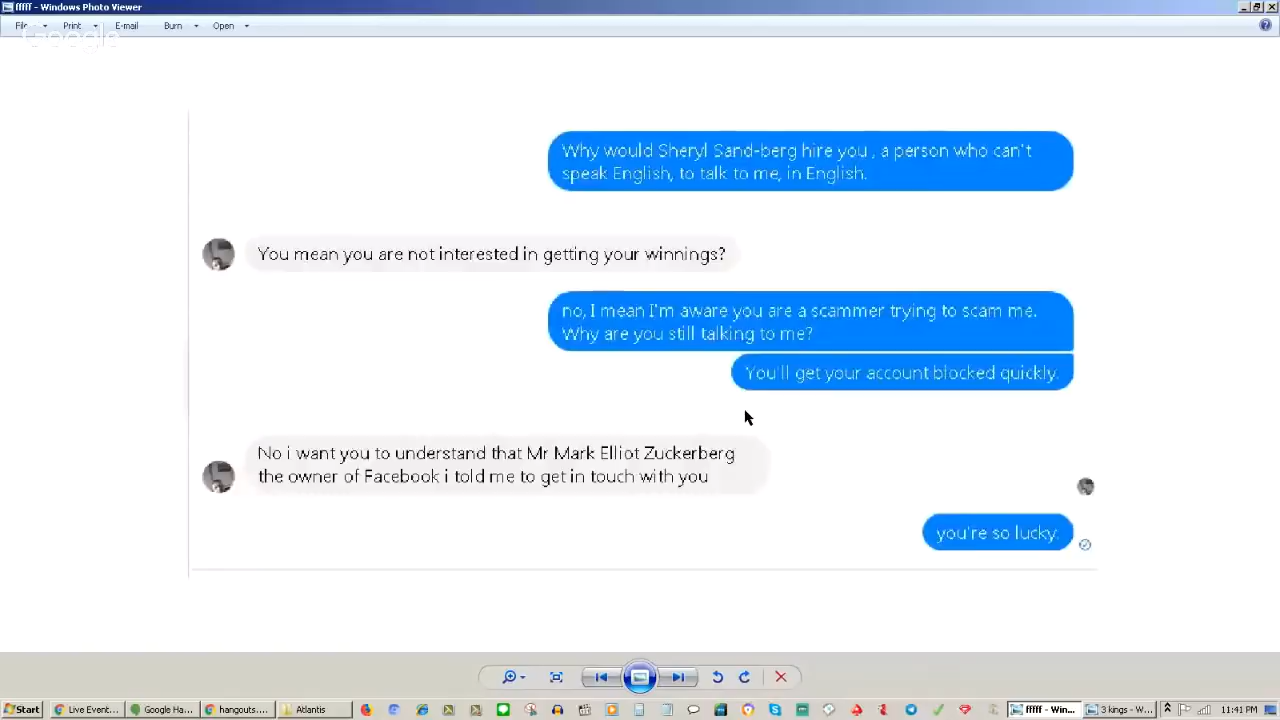 fffff - Windows Photo Viewer
File Print E-mail Burn Open
Google
Why would Sheryl Sand-berg hire you , a person who can't
speak English, to talk to me, in English.
You mean you are not interested in getting your winnings?
no, I mean I'm aware you are a scammer trying to scam me.
Why are you still talking to me?
You'll get your account blocked quickly.
No i want you to understand that Mr Mark Elliot Zuckerberg
the owner of Facebook i told me to get in touch with you
you're so lucky.
Start Live Event... Google Ha... hangouts.... Atlantis fffff - Win... 3 kings - W... 11:41 PM